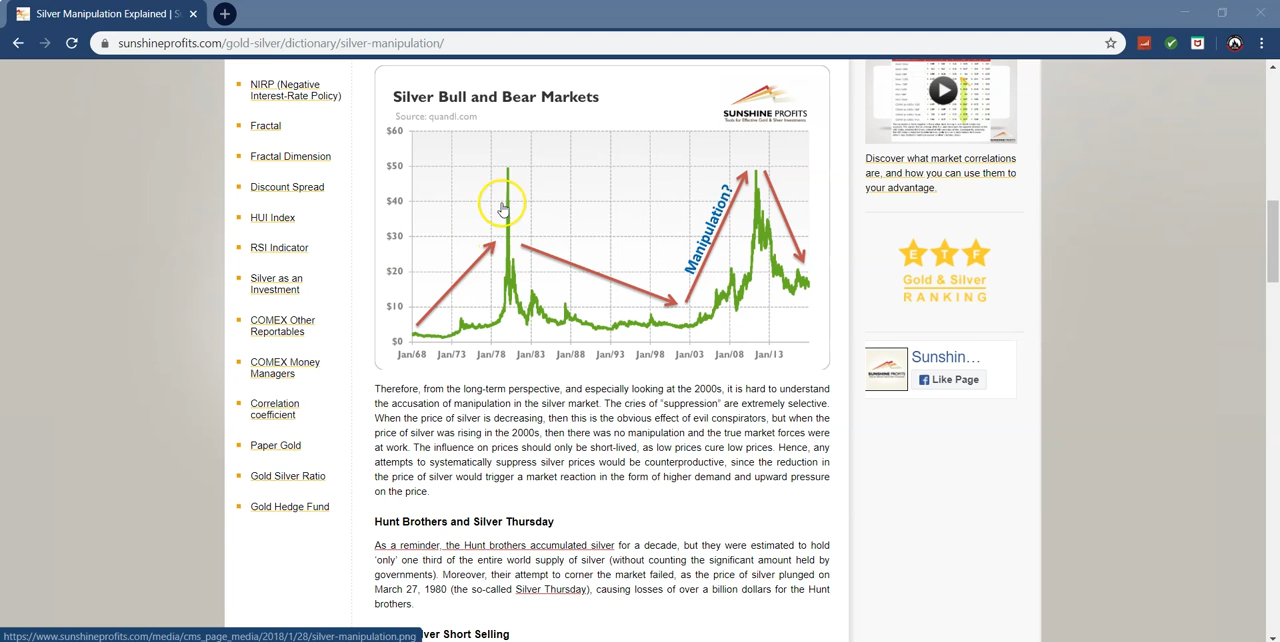 Silver Manipulation Explained | S
sunshineprofits.com/gold-silver/dictionary/silver-manipulation/
NIRP (Negative
Interest-Rate Policy)
Fractal
Fractal Dimension
Discount Spread
HUI Index
RSI Indicator
Silver as an
Investment
COMEX Other
Reportables
COMEX Money
Managers
Correlation
coefficient
Paper Gold
Gold Silver Ratio
Gold Hedge Fund
Silver Bull and Bear Markets
Source: quandl.com
SUNSHINE PROFITS
Tools for Effective Gold & Silver Investments
$60
$50
$40
$30
$20
$10
$0
Manipulation?
Jan/68 Jan/73 Jan/78 Jan/83 Jan/88 Jan/93 Jan/98 Jan/03 Jan/08 Jan/13
Therefore, from the long-term perspective, and especially looking at the 2000s, it is hard to understand
the accusation of manipulation in the silver market. The cries of "suppression" are extremely selective.
When the price of silver is decreasing, then this is the obvious effect of evil conspirators, but when the
price of silver was rising in the 2000s, then there was no manipulation and the true market forces were
at work. The influence on prices should only be short-lived, as low prices cure low prices. Hence, any
attempts to systematically suppress silver prices would be counterproductive, since the reduction in
the price of silver would trigger a market reaction in the form of higher demand and upward pressure
on the price.
Hunt Brothers and Silver Thursday
As a reminder, the Hunt brothers accumulated silver for a decade, but they were estimated to hold
'only' one third of the entire world supply of silver (without counting the significant amount held by
governments). Moreover, their attempt to corner the market failed, as the price of silver plunged on
March 27, 1980 (the so-called Silver Thursday), causing losses of over a billion dollars for the Hunt
brothers.
ver Short Selling
Discover what market correlations
are, and how you can use them to
your advantage.
ETF
Gold & Silver
RANKING
SUNSHINE PROFITS
Sunshin...
Like Page
https://www.sunshineprofits.com/media/cms_page_media/2018/1/28/silver-manipulation.png